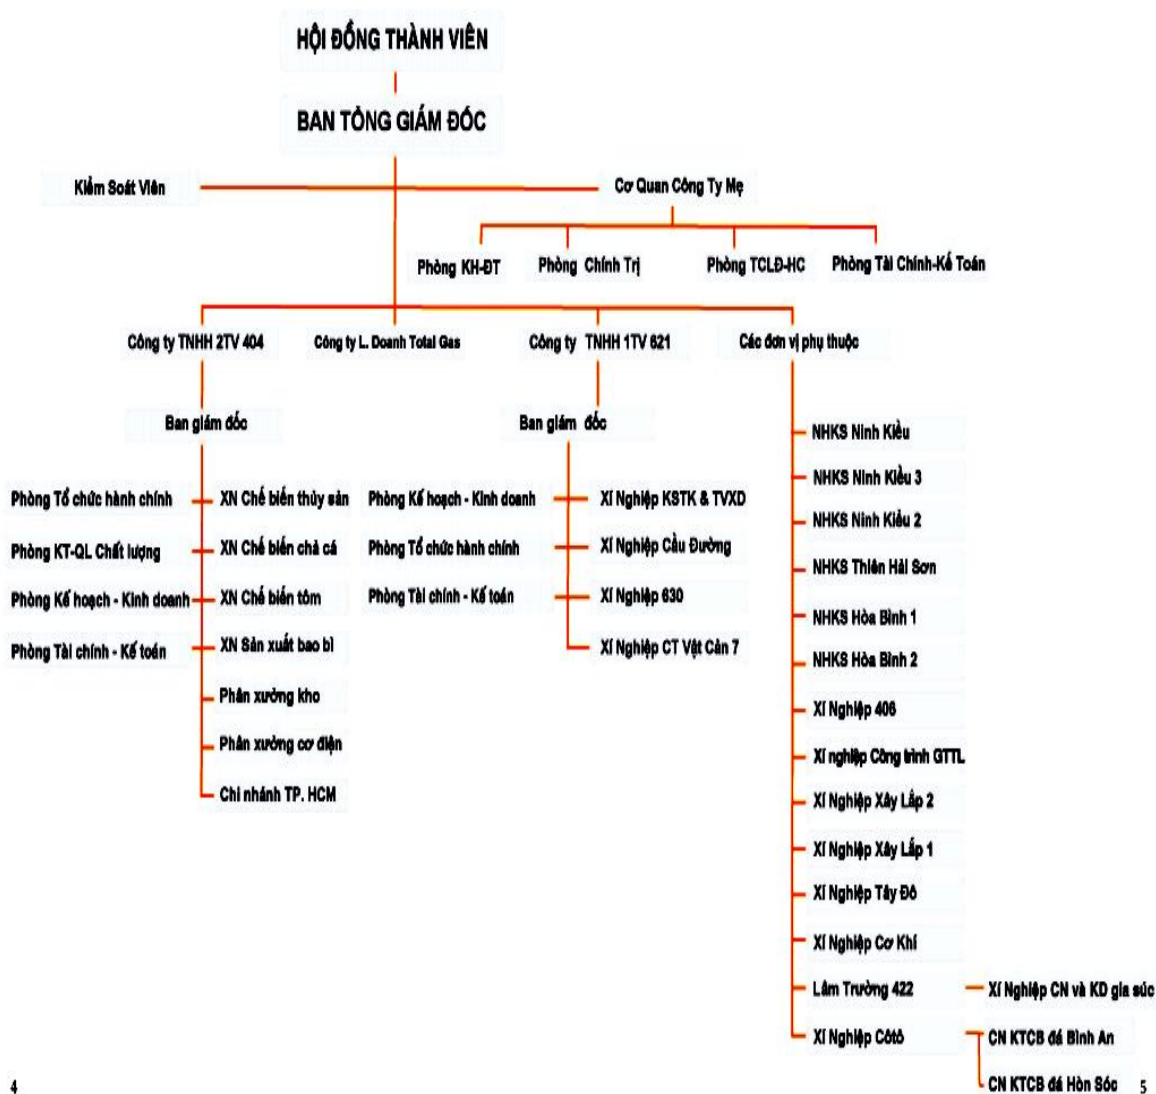 HỘI ĐỒNG THÀNH VIÊN
BAN TỔNG GIÁM ĐỐC
Kiểm Soát Viên
Cơ Quan Công Ty Mẹ
Phòng KH-ĐT
Phòng Chính Trị
Phòng TCLĐ-HC
Phòng Tài Chính-Kế Toán
Công ty TNHH 2TV 404
Công ty L. Doanh Total Gas
Công ty TNHH 1TV 621
Các đơn vị phụ thuộc
Ban giám đốc
Phòng Tổ chức hành chính
Phòng KT-QL Chất lượng
Phòng Kế hoạch - Kinh doanh
Phòng Tài chính - Kế toán
XN Chế biến thủy sản
XN Chế biến chả cá
XN Chế biến tôm
XN Sản xuất bao bì
Phân xưởng kho
Phân xưởng cơ điện
Chi nhánh TP. HCM
Ban giám đốc
Phòng Kế hoạch - Kinh doanh
Phòng Tổ chức hành chính
Phòng Tài chính - Kế toán
Xí Nghiệp KSTK & TVXD
Xí Nghiệp Cầu Đường
Xí Nghiệp 630
Xí Nghiệp CT Vật Cản 7
NHKS Ninh Kiều
NHKS Ninh Kiều 3
NHKS Ninh Kiều 2
NHKS Thiên Hải Sơn
NHKS Hòa Bình 1
NHKS Hòa Bình 2
Xí Nghiệp 406
Xí nghiệp Công trình GTTL
Xí Nghiệp Xây Lắp 2
Xí Nghiệp Xây Lắp 1
Xí Nghiệp Tây Đô
Xí Nghiệp Cơ Khí
Lâm Trường 422
Xí Nghiệp CN và KD gia súc
Xí Nghiệp Côtô
CN KTCB đá Bình An
CN KTCB đá Hòn Sóc
4
5